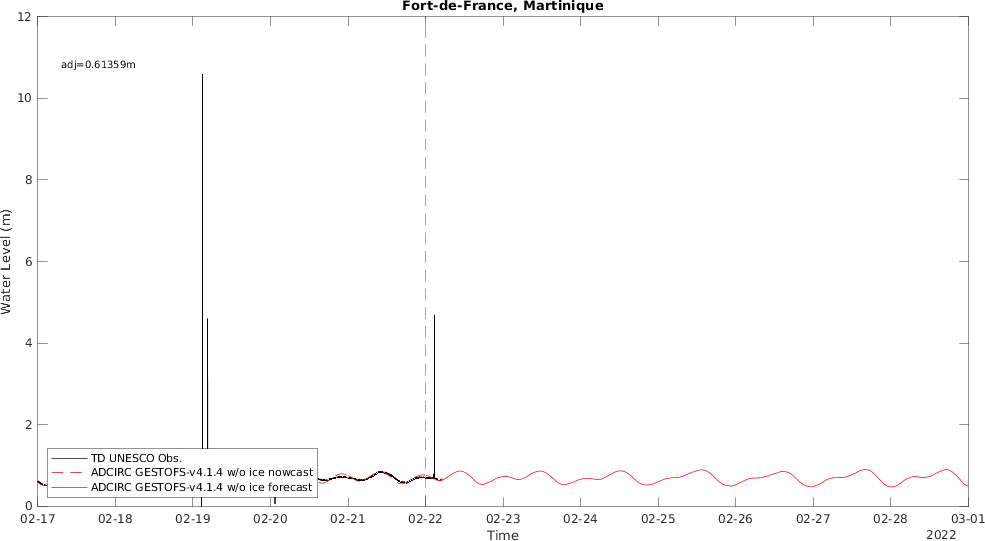 Fort-de-France, Martinique
12
10
8
6
4
2
0
Water Level (m)
adj=0.61359m
TD UNESCO Obs.
ADCIRC GESTOFS-v4.1.4 w/o ice nowcast
ADCIRC GESTOFS-v4.1.4 w/o ice forecast
02-17 02-18 02-19 02-20 02-21 02-22 02-23 02-24 02-25 02-26 02-27 02-28 03-01
Time
2022